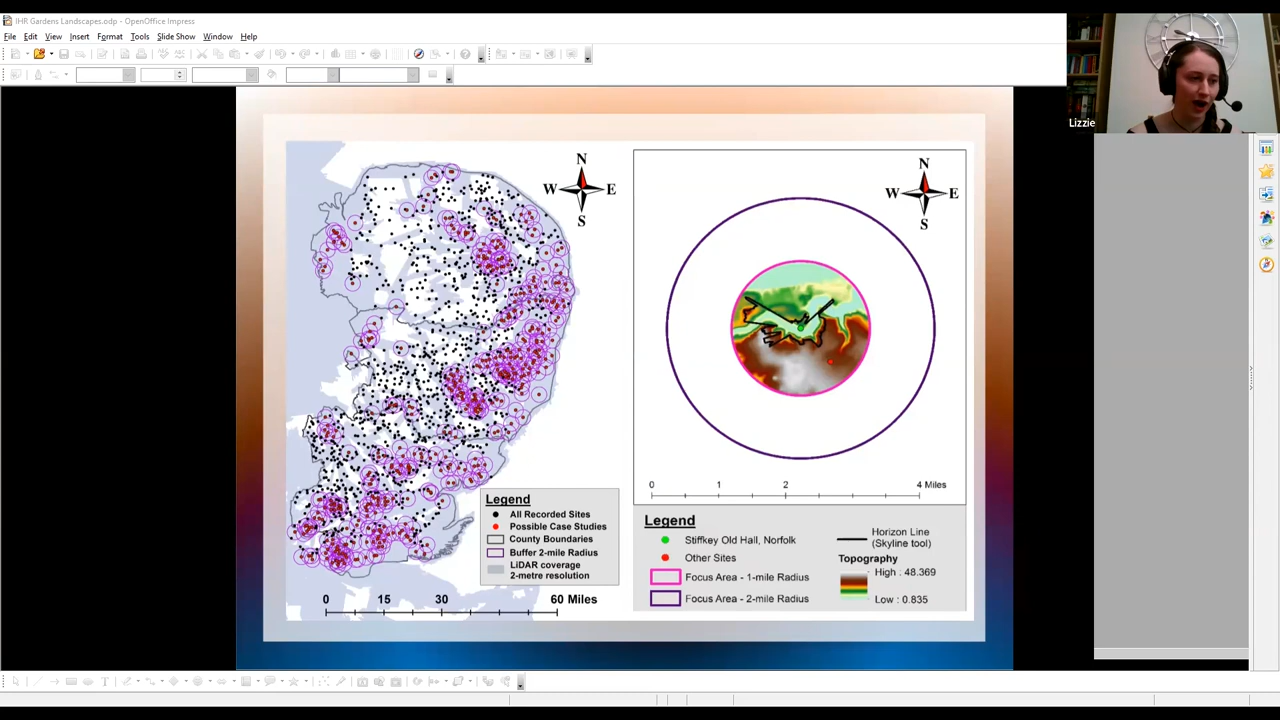 IHR Gardens Landscapes.odp - OpenOffice Impress
File Edit View Insert Format Tools Slide Show Window Help
Lizzie
N
W E
S
N
W E
S
Legend
All Recorded Sites
Possible Case Studies
County Boundaries
Buffer 2-mile Radius
LiDAR coverage
2-metre resolution
0 15 30 60 Miles
0 1 2 4 Miles
Legend
Stiffkey Old Hall, Norfolk
Other Sites
Focus Area - 1-mile Radius
Focus Area - 2-mile Radius
Horizon Line
(Skyline tool)
Topography
High : 48.369
Low : 0.835